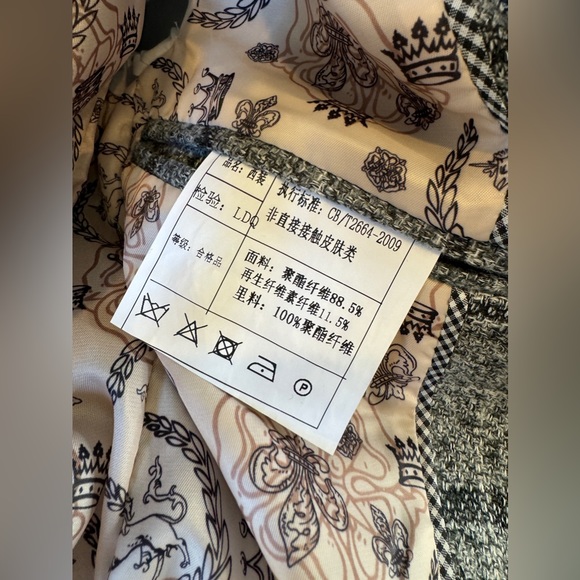 品名: 西装
检验: LDQ
等级: 合格品
执行标准: CB/T2664-2009
非直接接触皮肤类
面料: 聚酯纤维88.5%
再生纤维素纤维11.5%
里料: 100%聚酯纤维
P